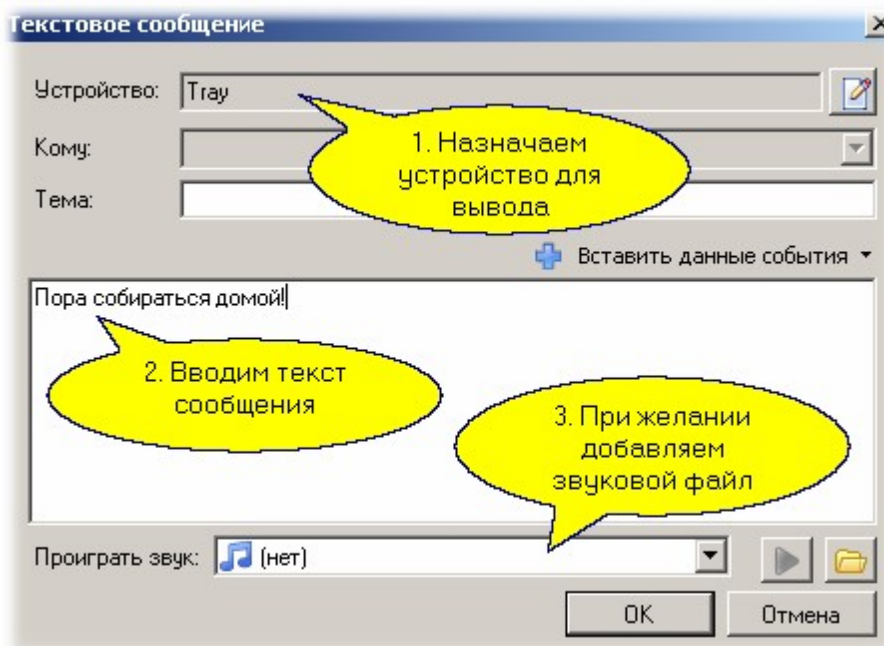 Текстовое сообщение
Устройство: Tray
1. Назначаем
устройство для
вывода
Кому:
Тема:
Вставить данные события
Пора собираться домой!
2. Вводим текст
сообщения
3. При желании
добавляем
звуковой файл
Проиграть звук: (нет)
OK Отмена